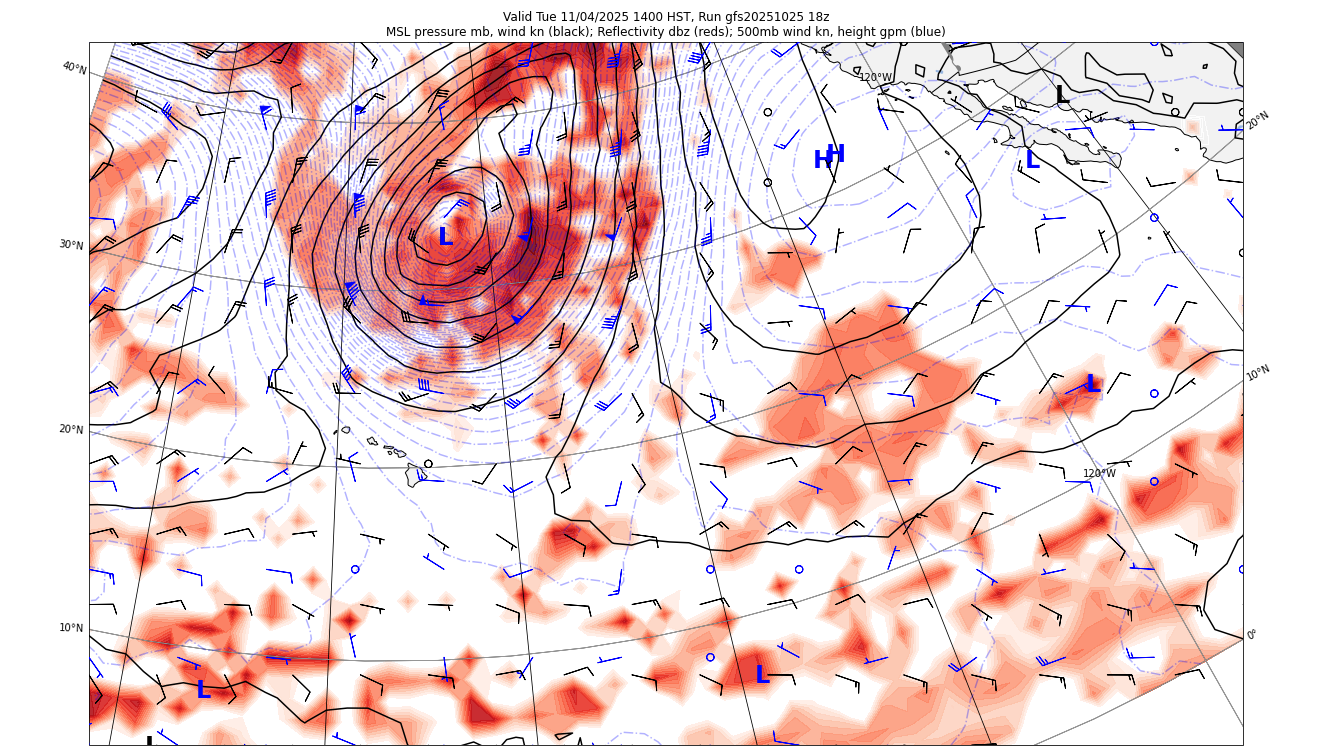 Valid Tue 11/04/2025 1400 HST, Run gfs20251025 18z
MSL pressure mb, wind kn (black); Reflectivity dbz (reds); 500mb wind kn, height gpm (blue)
40°N
120°W
L
20°N
H
H
L
L
30°N
10°N
L
20°N
120°W
10°N
0°
L
L
L